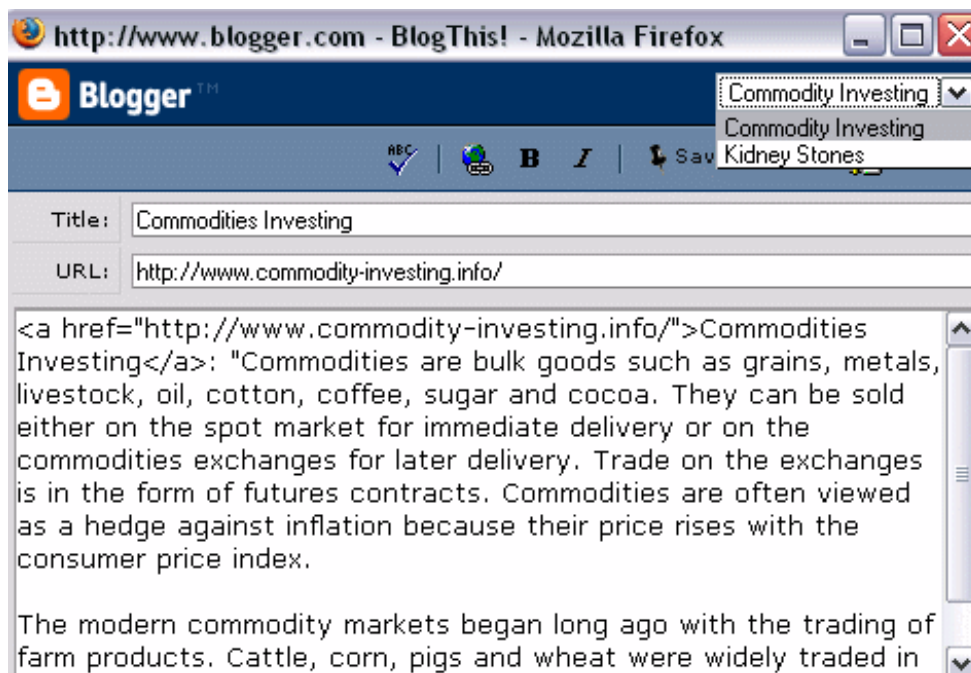 http://www.blogger.com - BlogThis! - Mozilla Firefox
Blogger™
Commodity Investing
Commodity Investing
Kidney Stones
ABC
B I
Sav
Title: Commodities Investing
URL: http://www.commodity-investing.info/
<a href="http://www.commodity-investing.info/">Commodities
Investing</a>: "Commodities are bulk goods such as grains, metals,
livestock, oil, cotton, coffee, sugar and cocoa. They can be sold
either on the spot market for immediate delivery or on the
commodities exchanges for later delivery. Trade on the exchanges
is in the form of futures contracts. Commodities are often viewed
as a hedge against inflation because their price rises with the
consumer price index.
The modern commodity markets began long ago with the trading of
farm products. Cattle, corn, pigs and wheat were widely traded in